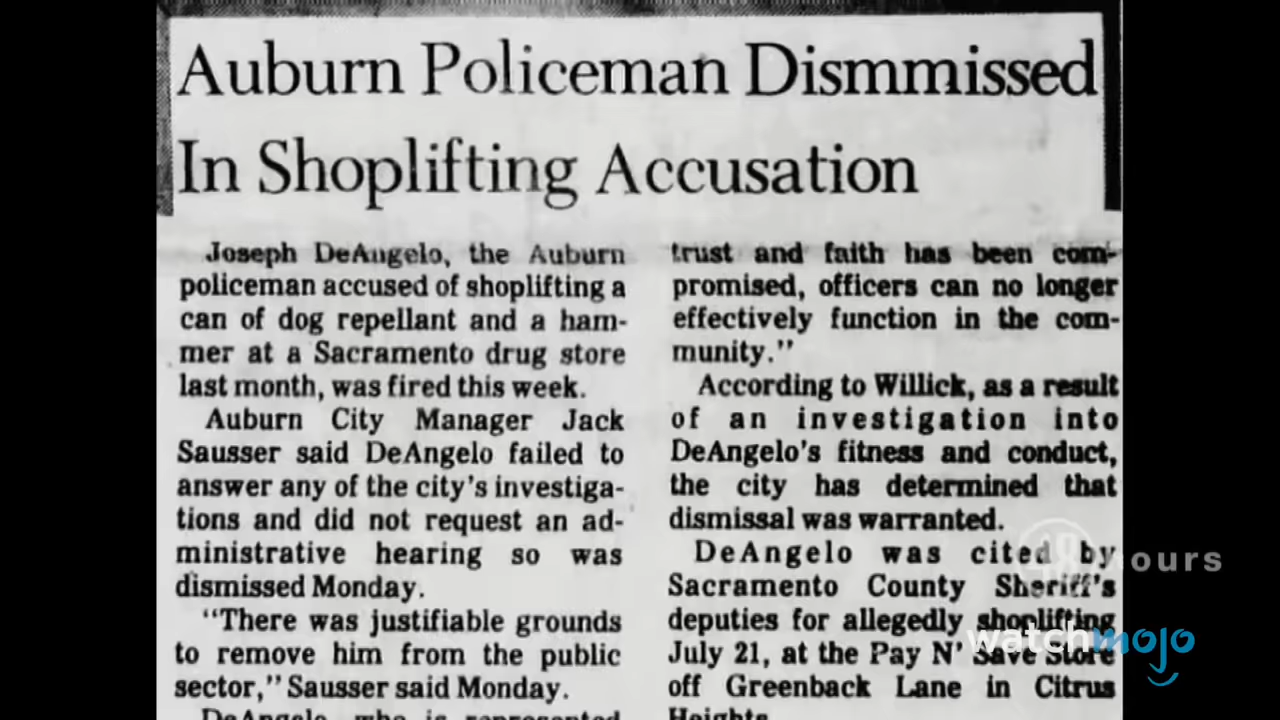 Auburn Policeman Dismmissed
In Shoplifting Accusation
Joseph DeAngelo, the Auburn
policeman accused of shoplifting a
can of dog repellant and a ham-
mer at a Sacramento drug store
last month, was fired this week.
Auburn City Manager Jack
Sausser said DeAngelo failed to
answer any of the city's investiga-
tions and did not request an ad-
ministrative hearing so was
dismissed Monday.
"There was justifiable grounds
to remove him from the public
sector," Sausser said Monday.
DeAngelo, who is represented
trust and faith has been com-
promised, officers can no longer
effectively function in the com-
munity."
According to Willick, as a result
of an investigation into
DeAngelo's fitness and conduct,
the city has determined that
dismissal was warranted.
DeAngelo was cited by
Sacramento County Sheriff's
deputies for allegedly shoplifting
July 21, at the Pay N' Save Store
off Greenback Lane in Citrus
Heights.
48 hours
watchmojo